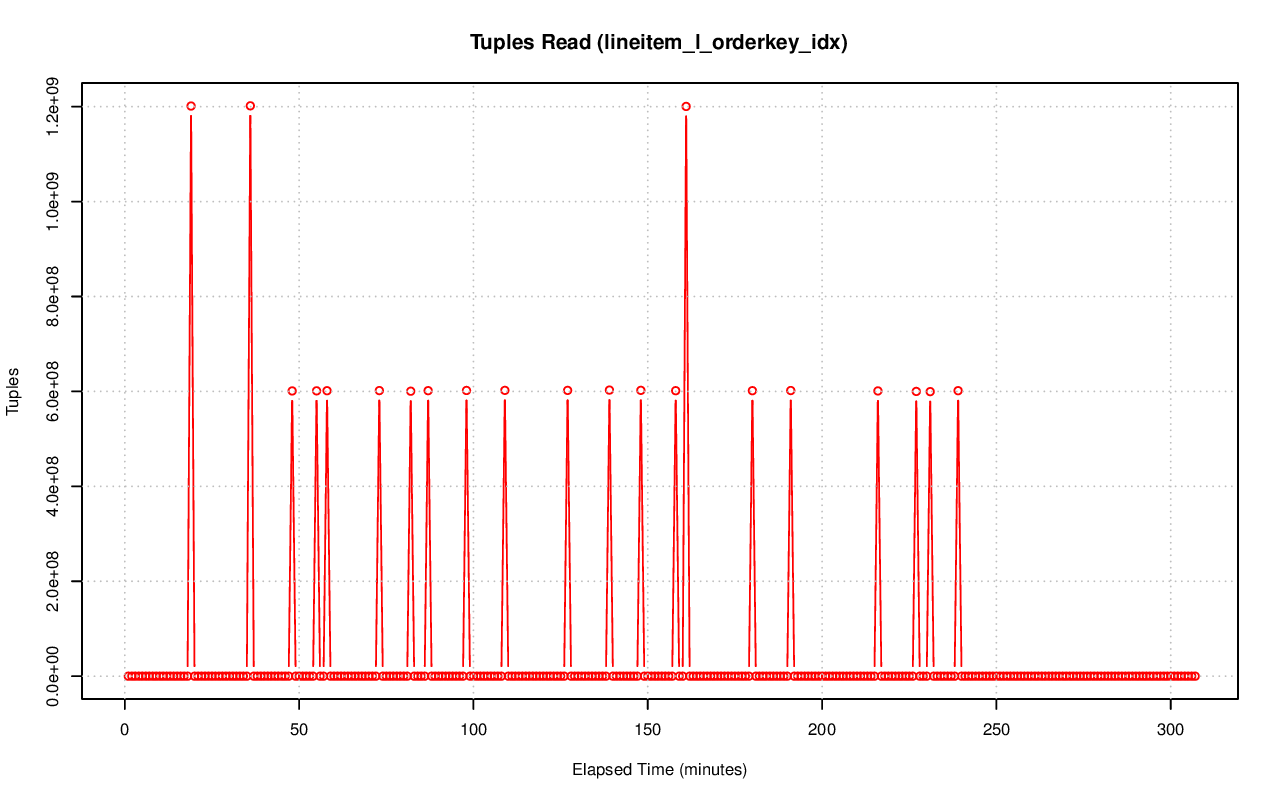 Tuples Read (lineitem_l_orderkey_idx)
Tuples
1.2e+09
1.0e+09
8.0e+08
6.0e+08
4.0e+08
2.0e+08
0.0e+00
0 50 100 150 200 250 300
Elapsed Time (minutes)